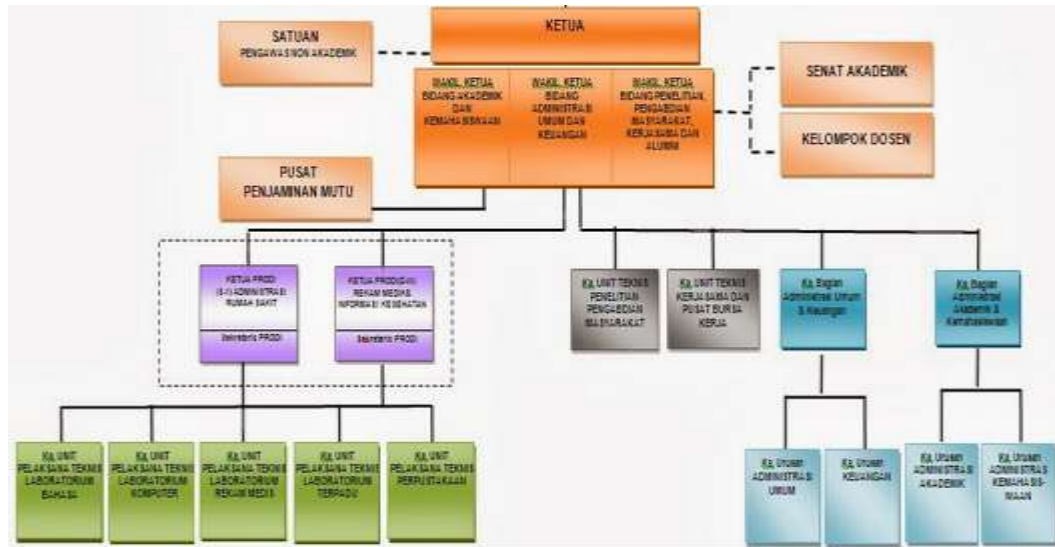 KETUA
SATUAN
PENGAWAS NON AKADEMIK
WAKIL KETUA
BIDANG AKADEMIK
DAN
KEMAHASISWAAN
WAKIL KETUA
BIDANG
ADMINISTRASI
UMUM DAN
KEUANGAN
WAKIL KETUA
BIDANG PENELITIAN,
PENGABDIAN
MASYARAKAT,
KERJASAMA DAN
ALUMNI
SENAT AKADEMIK
KELOMPOK DOSEN
PUSAT
PENJAMINAN MUTU
KETUA PRODI
(S-1) ADMINISTRASI
RUMAH SAKIT
Sekretaris PRODI
KETUA PRODI(D-III)
REKAM MEDIKS
INFORMASI KESEHATAN
Sekretaris PRODI
Ka. UNIT TEKNIS
PENELITIAN
PENGABDIAN
MASYARAKAT
Ka. UNIT TEKNIS
KERJASAMA DAN
PUSAT BURSA
KERJA
Ka. Bagian
Administrasi Umum
& Keuangan
Ka. Bagian
Administrasi
Akademik &
Kemahasiswaan
Ka. UNIT
PELAKSANA TEKNIS
LABORATORIUM
BAHASA
Ka. UNIT
PELAKSANA TEKNIS
LABORATORIUM
KOMPUTER
Ka. UNIT
PELAKSANA TEKNIS
LABORATORIUM
REKAM MEDIS
Ka. UNIT
PELAKSANA TEKNIS
LABORATORIUM
TERPADU
Ka. UNIT
PELAKSANA TEKNIS
PERPUSTAKAAN
Ka. Urusan
ADMINISTRASI
UMUM
Ka. Urusan
KEUANGAN
Ka. Urusan
ADMINISTRASI
AKADEMIK
Ka. Urusan
ADMINISTRAS
KEMAHASIS-
WAAN